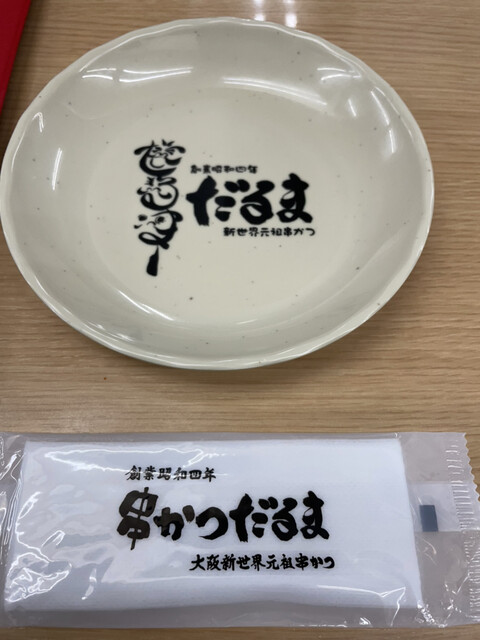 創業昭和四年
だるま
新世界元祖串かつ
創業昭和四年
串かつだるま
大阪新世界元祖串かつ